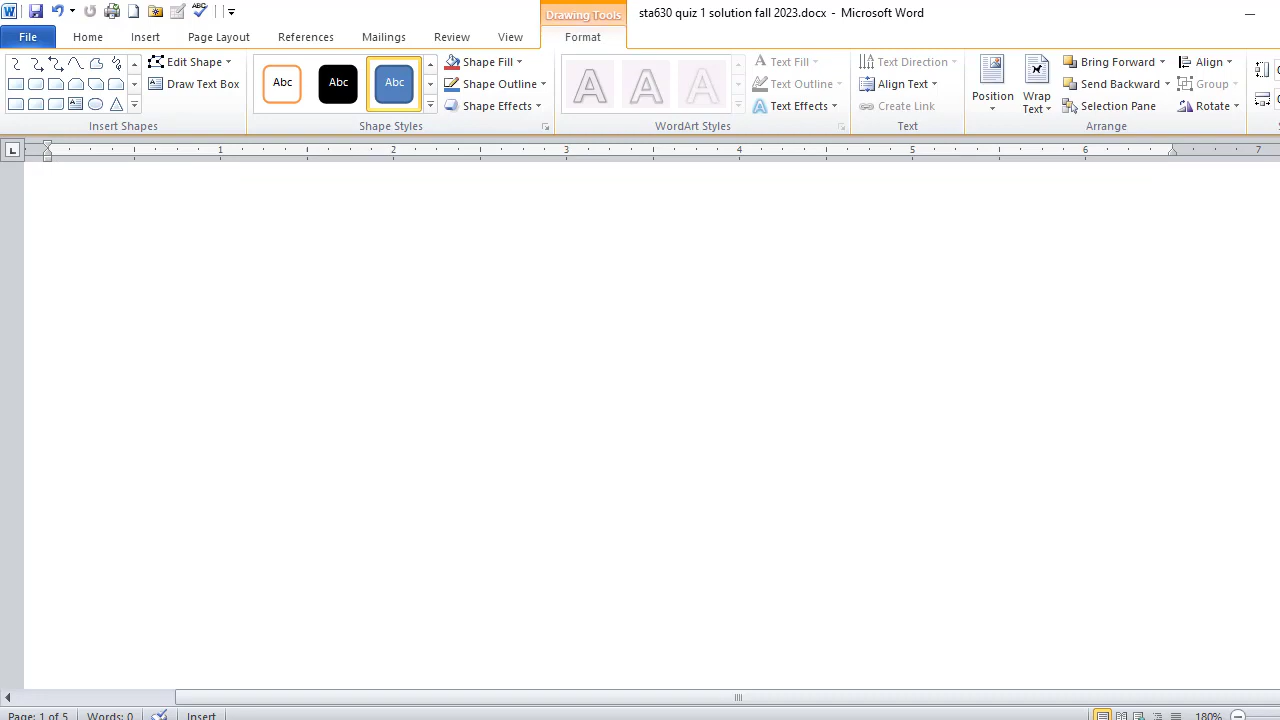 Drawing Tools sta630 quiz 1 solution fall 2023.docx - Microsoft Word
File Home Insert Page Layout References Mailings Review View Format
Edit Shape
Draw Text Box
Insert Shapes
Abc Abc Abc
Shape Fill
Shape Outline
Shape Effects
Shape Styles
A A A
Text Fill
Text Outline
Text Effects
WordArt Styles
Text Direction
Align Text
Create Link
Text
Position
Wrap
Text
Bring Forward
Send Backward
Selection Pane
Align
Group
Rotate
Arrange
1 2 3 4 5 6 7
Page: 1 of 5 Words: 0 Insert 180%